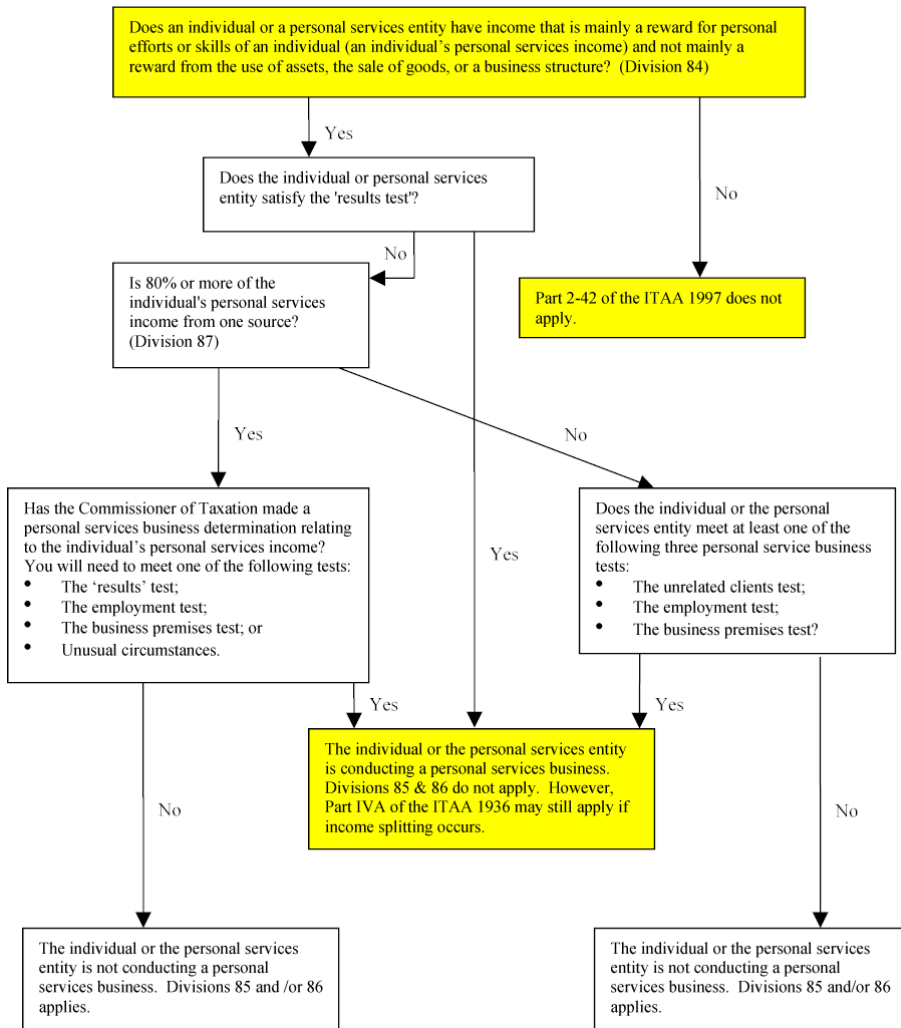 Does an individual or a personal services entity have income that is mainly a reward for personal
efforts or skills of an individual (an individual's personal services income) and not mainly a
reward from the use of assets, the sale of goods, or a business structure? (Division 84)
Yes
No
Does the individual or personal services
entity satisfy the 'results test'?
No
Is 80% or more of the
individual's personal services
income from one source?
(Division 87)
Part 2-42 of the ITAA 1997 does not
apply.
Yes
No
Has the Commissioner of Taxation made a
personal services business determination relating
to the individual's personal services income?
You will need to meet one of the following tests:
• The 'results' test;
• The employment test;
• The business premises test; or
• Unusual circumstances.
Yes
Does the individual or the personal
services entity meet at least one of the
following three personal service business
tests:
• The unrelated clients test;
• The employment test;
• The business premises test?
Yes
Yes
The individual or the personal services entity
is conducting a personal services business.
Divisions 85 & 86 do not apply. However,
Part IVA of the ITAA 1936 may still apply if
income splitting occurs.
No
No
The individual or the personal services
entity is not conducting a personal
services business. Divisions 85 and /or 86
applies.
The individual or the personal services
entity is not conducting a personal
services business. Divisions 85 and/or 86
applies.